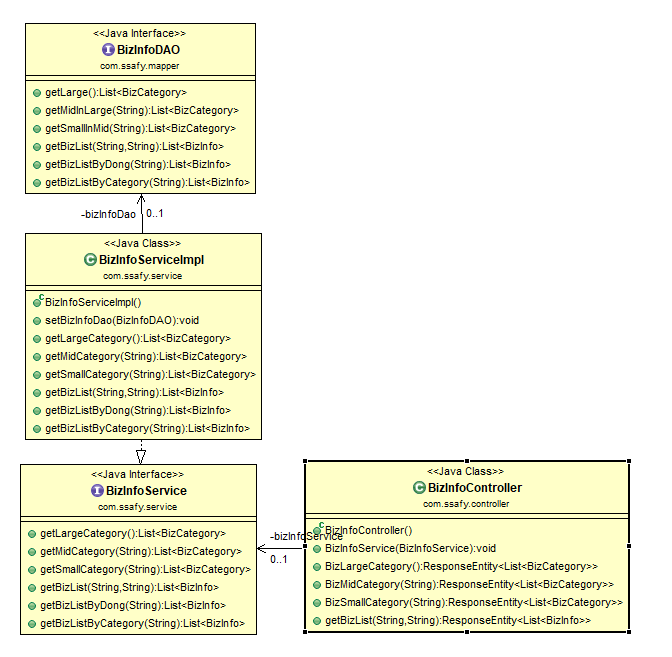 <<Java Interface>>
BizInfoDAO
com.ssafy.mapper
getLarge():List<BizCategory>
getMidInLarge(String):List<BizCategory>
getSmallInMid(String):List<BizCategory>
getBizList(String,String):List<BizInfo>
getBizListByDong(String):List<BizInfo>
getBizListByCategory(String):List<BizInfo>
-bizInfoDao 0..1
<<Java Class>>
BizInfoServiceImpl
com.ssafy.service
BizInfoServiceImpl()
setBizInfoDao(BizInfoDAO):void
getLargeCategory():List<BizCategory>
getMidCategory(String):List<BizCategory>
getSmallCategory(String):List<BizCategory>
getBizList(String,String):List<BizInfo>
getBizListByDong(String):List<BizInfo>
getBizListByCategory(String):List<BizInfo>
<<Java Interface>>
BizInfoService
com.ssafy.service
getLargeCategory():List<BizCategory>
getMidCategory(String):List<BizCategory>
getSmallCategory(String):List<BizCategory>
getBizList(String,String):List<BizInfo>
getBizListByDong(String):List<BizInfo>
getBizListByCategory(String):List<BizInfo>
-bizInfoService
0..1
<<Java Class>>
BizInfoController
com.ssafy.controller
BizInfoController()
BizInfoService(BizInfoService):void
BizLargeCategory():ResponseEntity<List<BizCategory>>
BizMidCategory(String):ResponseEntity<List<BizCategory>>
BizSmallCategory(String):ResponseEntity<List<BizCategory>>
getBizList(String,String):ResponseEntity<List<BizInfo>>